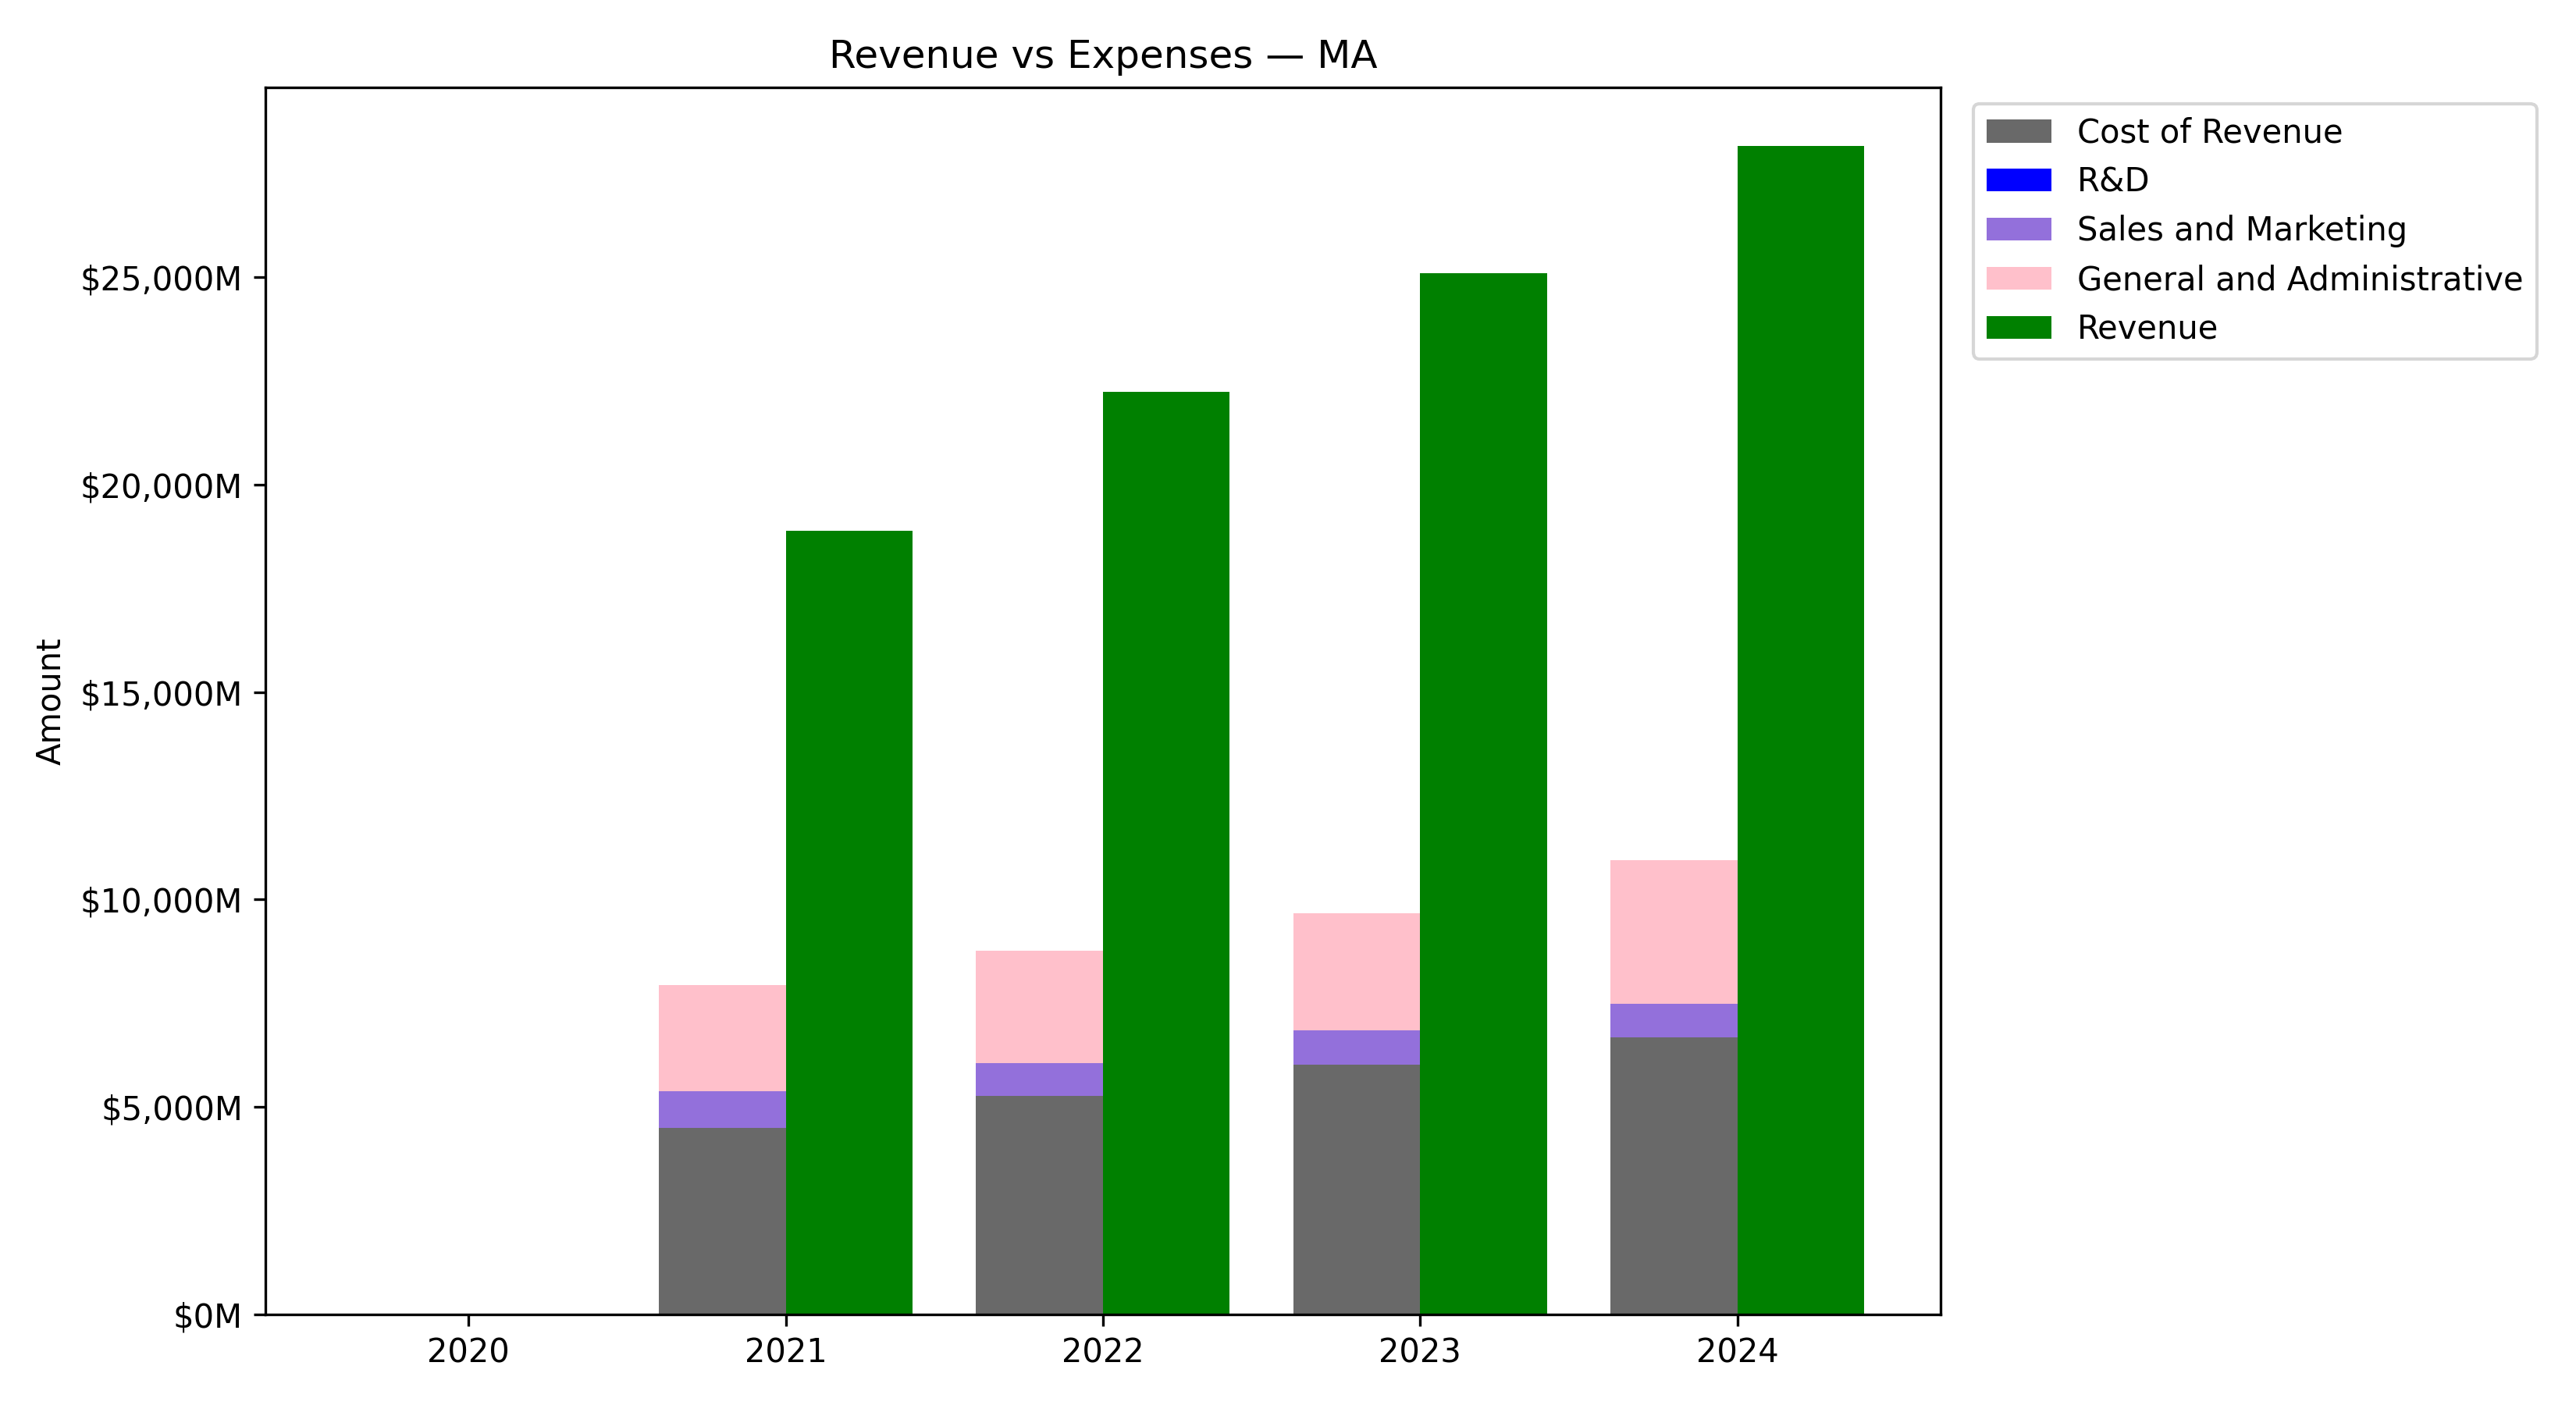 Revenue vs Expenses — MA
Cost of Revenue
R&D
Sales and Marketing
General and Administrative
Revenue
Amount
$25,000M
$20,000M
$15,000M
$10,000M
$5,000M
$0M
2020
2021
2022
2023
2024